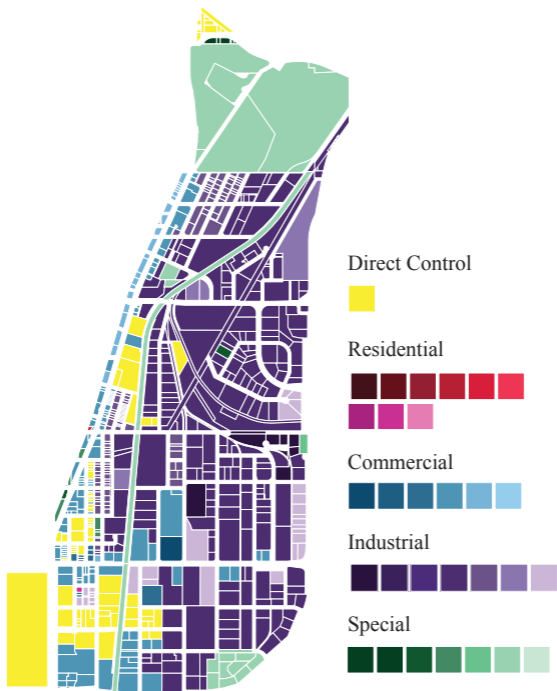 Direct Control
Residential
Commercial
Industrial
Special